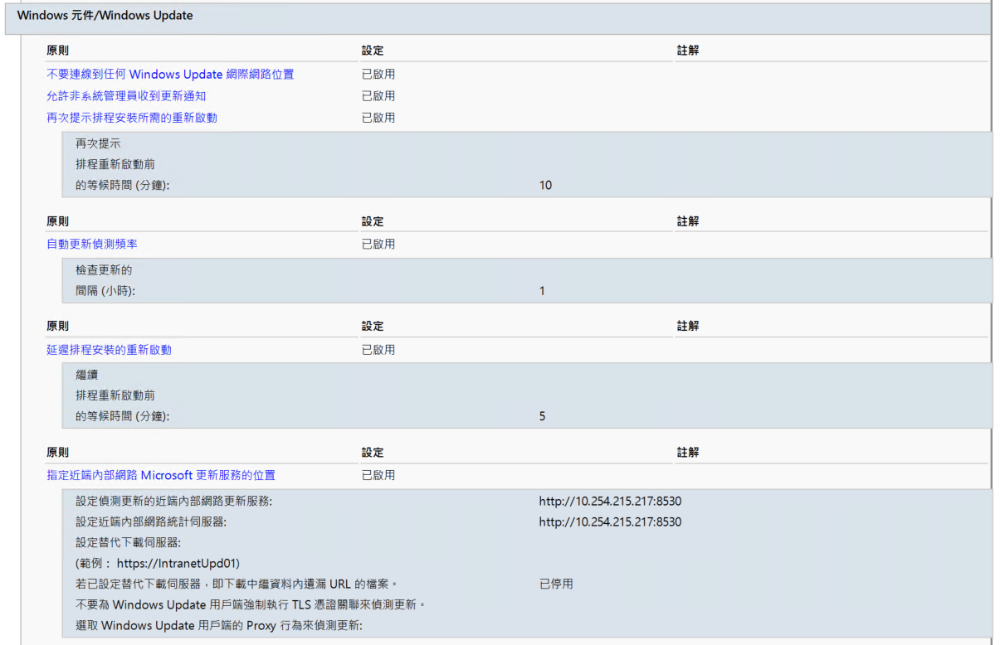 Windows 元件/Windows Update
原則 設定 註解
不要連線到任何 Windows Update 網際網路位置 已啟用
允許非系統管理員收到更新通知 已啟用
再次提示排程安裝所需的重新啟動 已啟用
再次提示
排程重新啟動前
的等候時間 (分鐘): 10
原則 設定 註解
自動更新偵測頻率 已啟用
檢查更新的
間隔 (小時): 1
原則 設定 註解
延遲排程安裝的重新啟動 已啟用
繼續
排程重新啟動前
的等候時間 (分鐘): 5
原則 設定 註解
指定近端內部網路 Microsoft 更新服務的位置 已啟用
設定偵測更新的近端內部網路更新服務: http://10.254.215.217:8530
設定近端內部網路統計伺服器: http://10.254.215.217:8530
設定替代下載伺服器:
(範例： https://IntranetUpd01)
若已設定替代下載伺服器，即下載中繼資料內遺漏 URL 的檔案。 已停用
不要為 Windows Update 用戶端強制執行 TLS 憑證關聯來偵測更新。
選取 Windows Update 用戶端的 Proxy 行為來偵測更新: